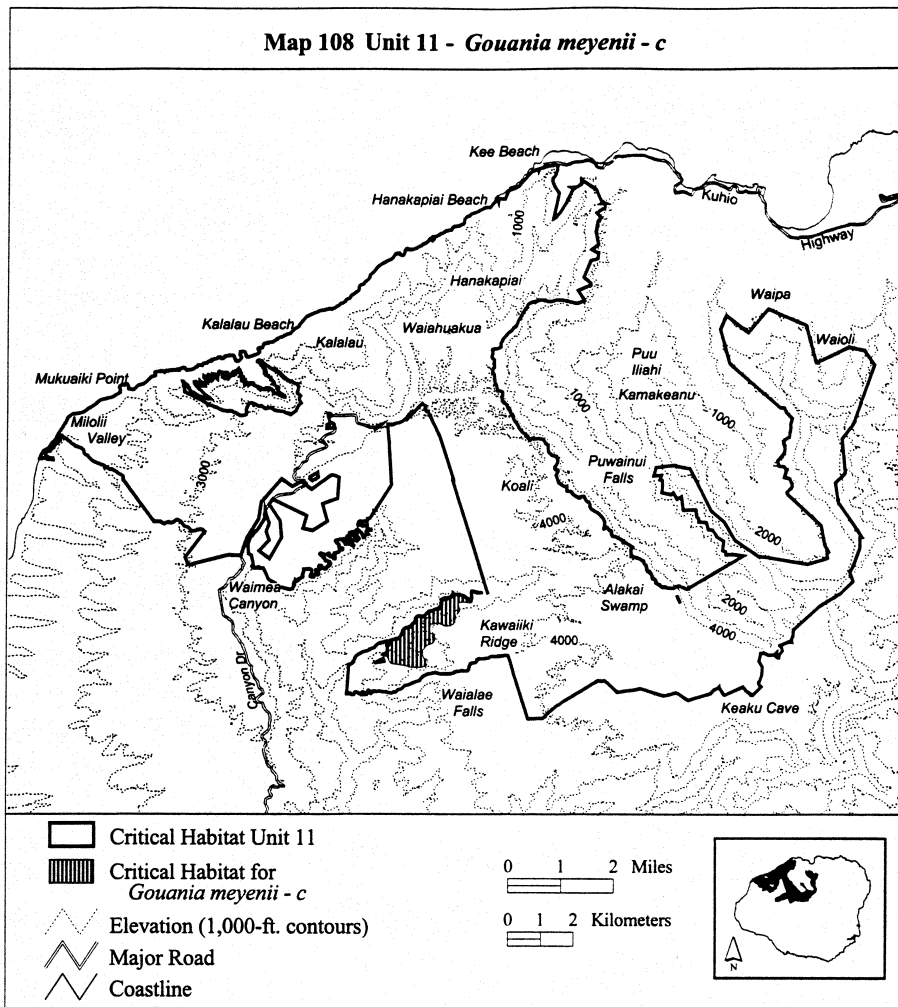 Map 108 Unit 11 - Gouania meyenii - c
Kee Beach
Hanakapiai Beach
Kuhio
Highway
1000
Hanakapiai
Waipa
Kalalau Beach
Waiahuakua
Kalalau
Waioli
Puu
Iliahi
Mukuaiki Point
Kamakeanu
1000
1000
Milolii
Valley
3000
Puwainui
Falls
Koali
4000
2000
Waimea
Canyon
Alakai
Swamp
2000
Kawaiiki
Ridge
4000
4000
Canyon Dr
Waialae
Falls
Keaku Cave
Critical Habitat Unit 11
Critical Habitat for
Gouania meyenii - c
Elevation (1,000-ft. contours)
Major Road
Coastline
0 1 2 Miles
0 1 2 Kilometers
N